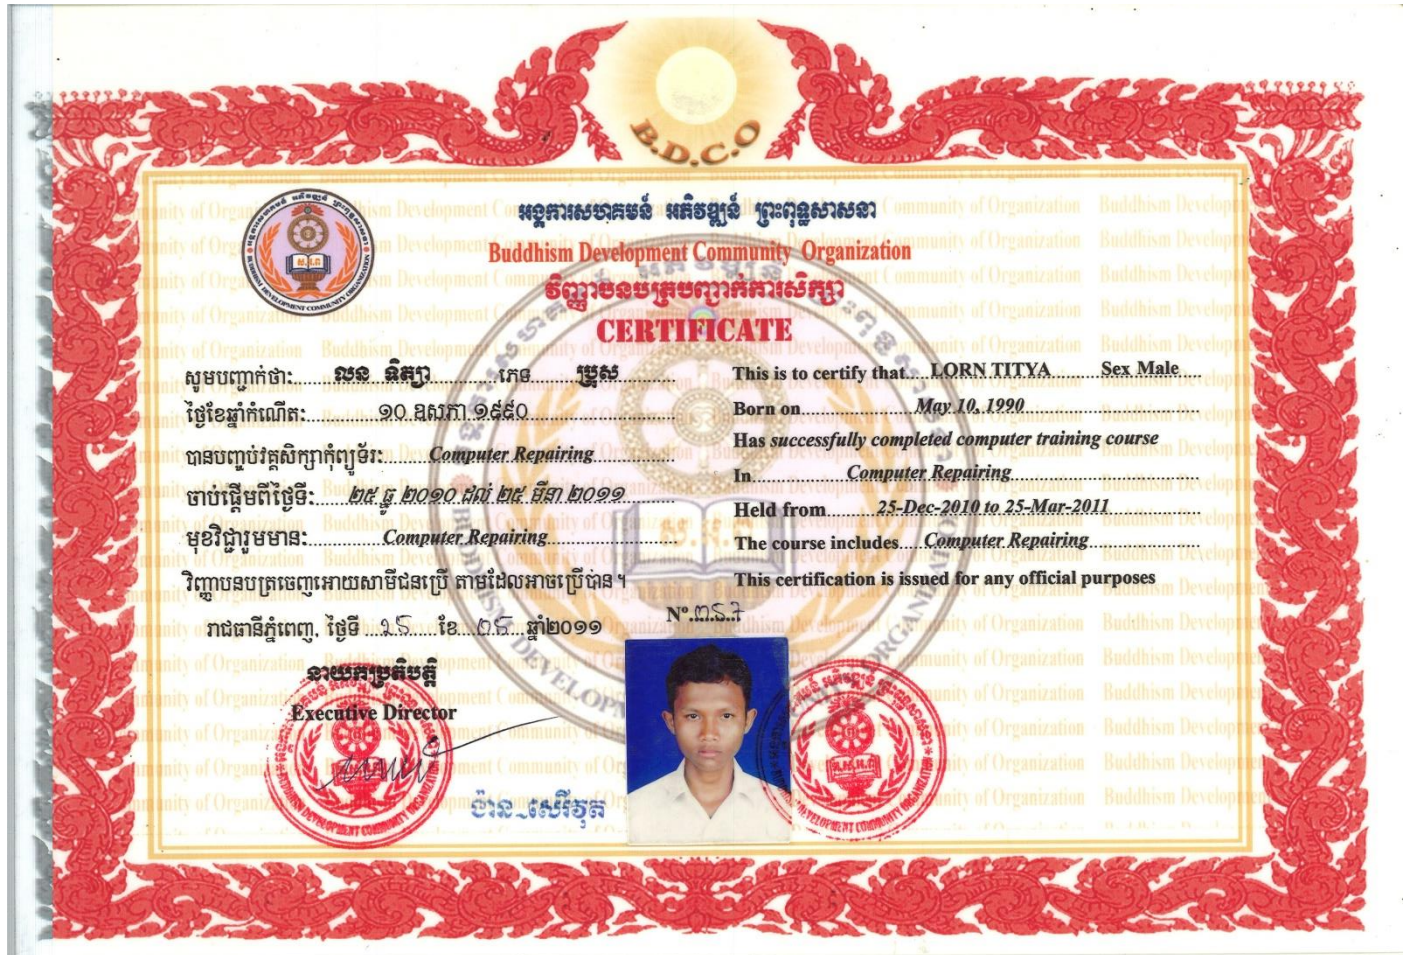 B.D.C.O
អង្គការសហគមន៍ អភិវឌ្ឍន៍ ព្រះពុទ្ធសាសនា
Buddhism Development Community Organization
វិញ្ញាបនបត្របញ្ជាក់ការសិក្សា
CERTIFICATE
សូមបញ្ជាក់ថា:......លន ទិត្យា..........ភេទ........ប្រុស..........
ថ្ងៃខែឆ្នាំកំណើត:............១០ ឧសភា ១៩៩០..........
បានបញ្ចប់វគ្គសិក្សាកុំព្យូទ័រ:........Computer Repairing..........
ចាប់ផ្តើមពីថ្ងៃទី:......២៥ ធ្នូ ២០១០ ដល់ ២៥ មីនា ២០១១..........
មុខវិជ្ជារួមមាន:............Computer Repairing..........
វិញ្ញាបនបត្រចេញអោយសាមីជនប្រើ តាមដែលអាចប្រើបាន។
រាជធានីភ្នំពេញ, ថ្ងៃទី ...២៥.....ខែ....០៥...ឆ្នាំ២០១១
នាយកប្រតិបត្តិ
Executive Director
This is to certify that....LORN TITYA......Sex Male....
Born on....................May 10, 1990....................
Has successfully completed computer training course
In.................Computer Repairing....................
Held from.........25-Dec-2010 to 25-Mar-2011................
The course includes....Computer Repairing....................
This certification is issued for any official purposes
Nº
BUDDHISM DEVELOPMENT COMMUNITY ORGANIZATION